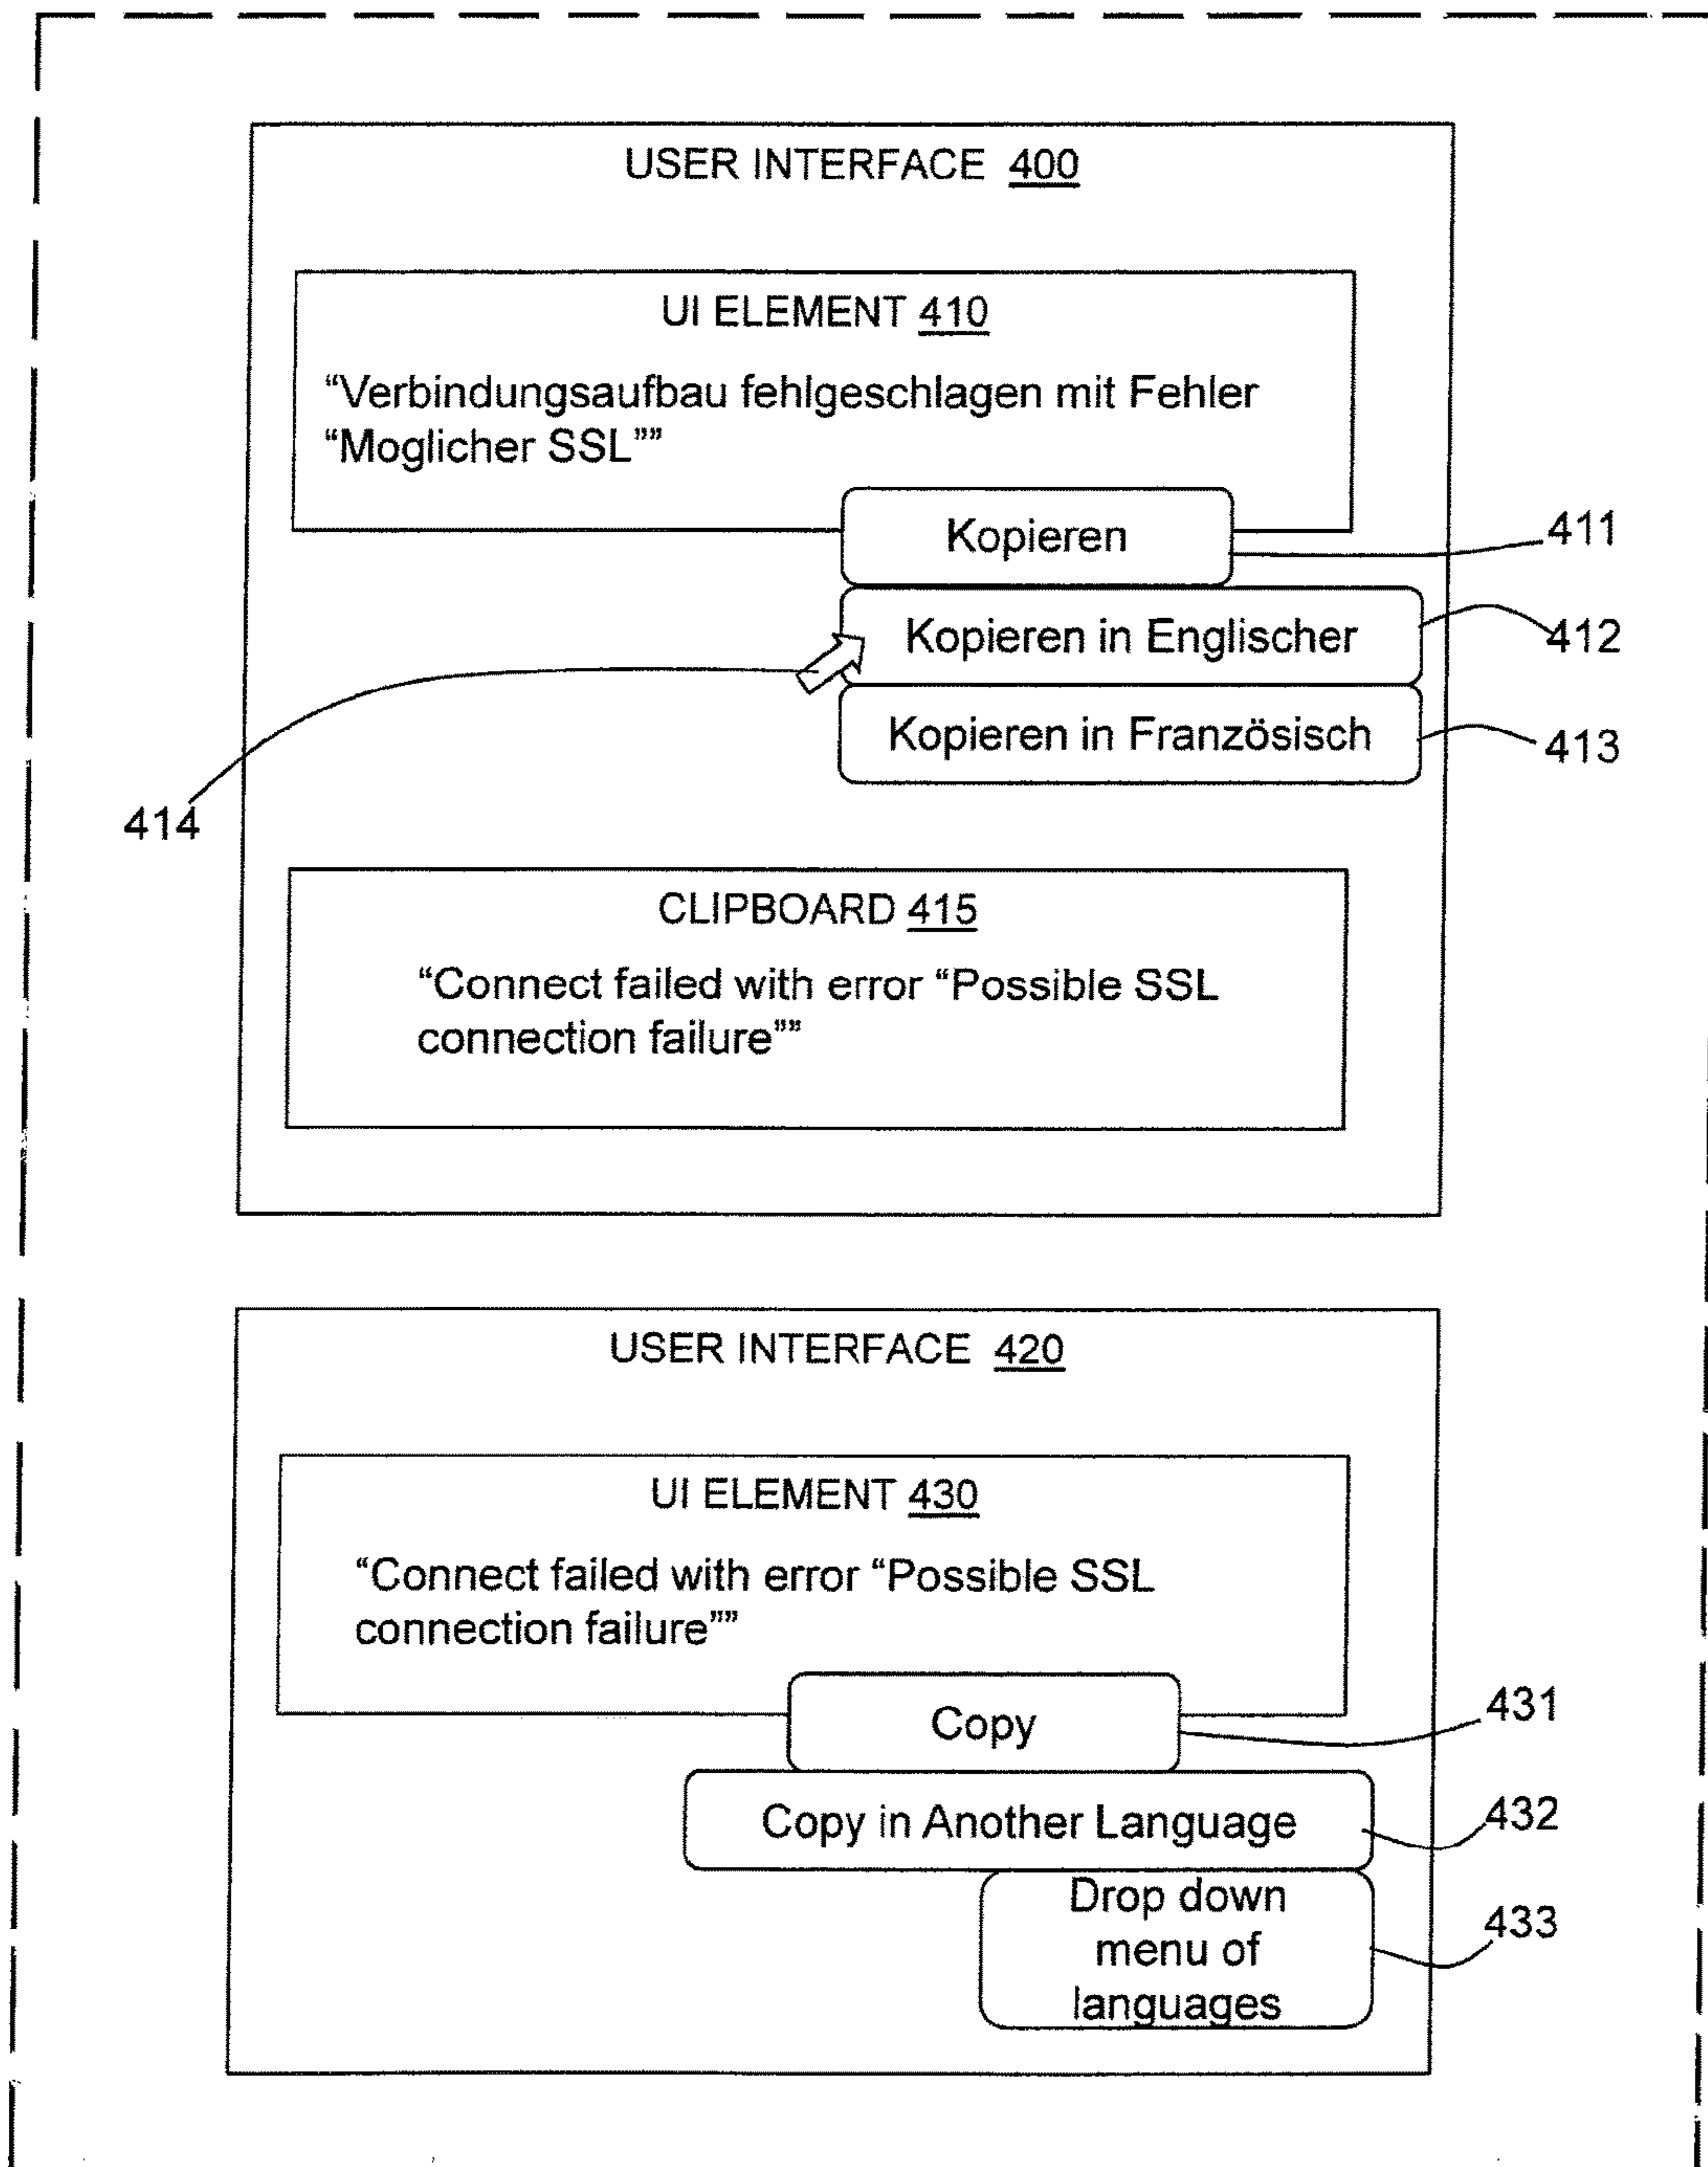 USER INTERFACE 400
UI ELEMENT 410
“Verbindungsaufbau fehlgeschlagen mit Fehler
“Moglicher SSL””
Kopieren
411
Kopieren in Englischer
412
Kopieren in Französisch
413
414
CLIPBOARD 415
“Connect failed with error “Possible SSL
connection failure””
USER INTERFACE 420
UI ELEMENT 430
“Connect failed with error “Possible SSL
connection failure””
Copy
431
Copy in Another Language
432
Drop down
menu of
languages
433